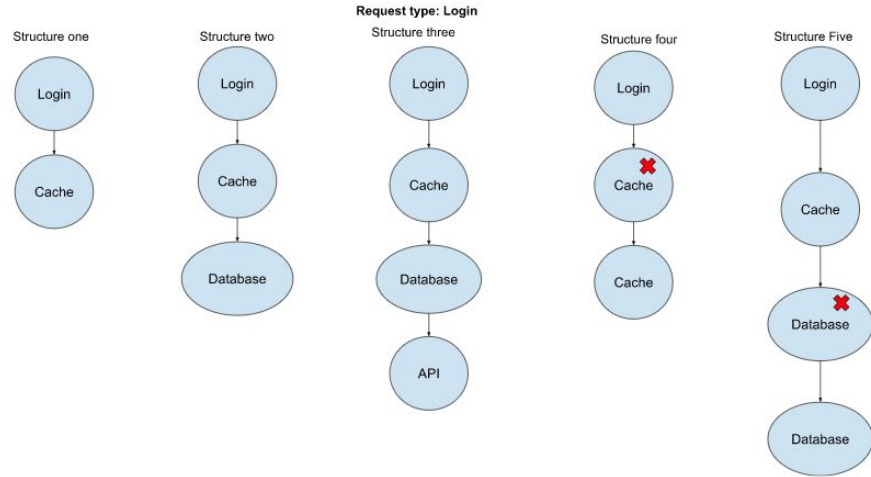 Request type: Login
Structure one
Login
Cache
Structure two
Login
Cache
Database
Structure three
Login
Cache
Database
API
Structure four
Login
Cache
Cache
Structure Five
Login
Cache
Database
Database